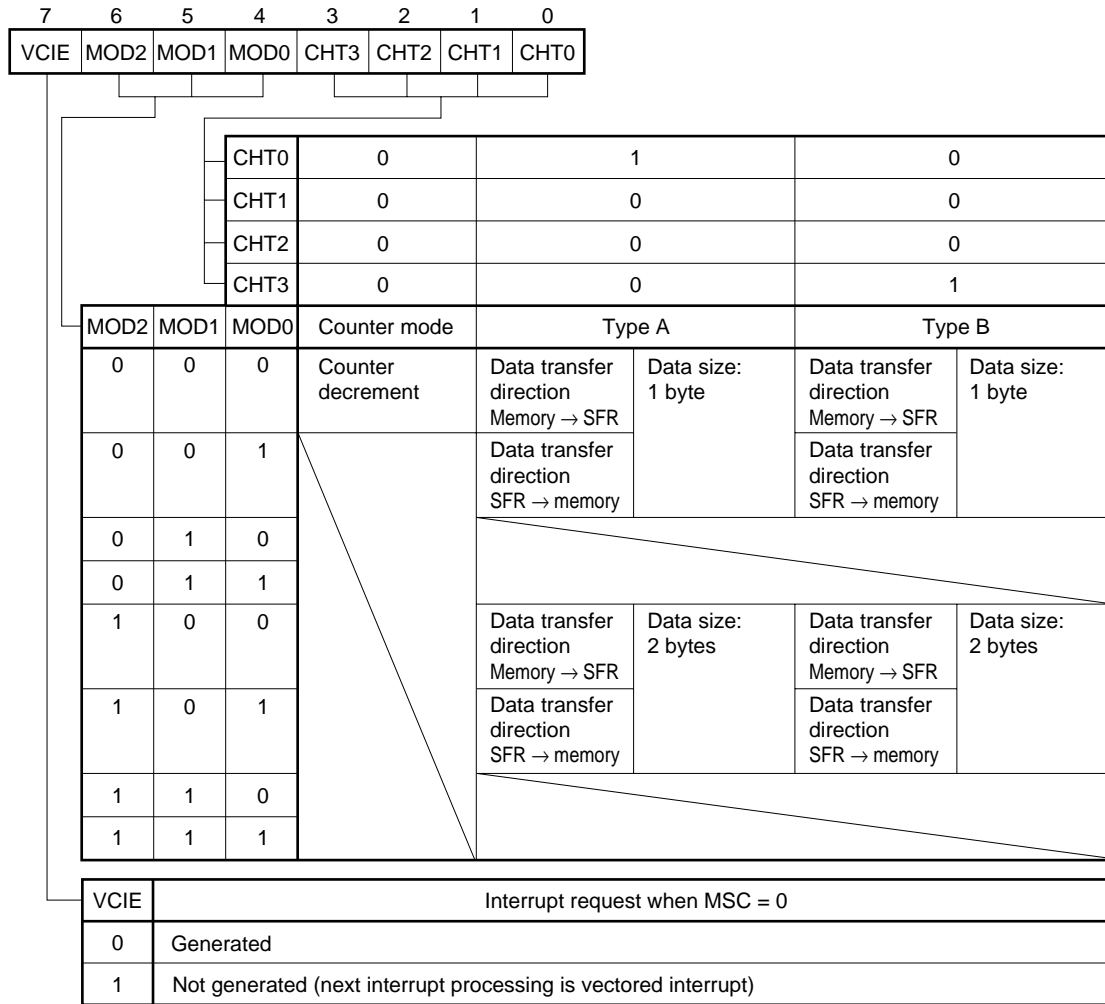 7 6 5 4 3 2 1 0
VCIE MOD2 MOD1 MOD0 CHT3 CHT2 CHT1 CHT0
CHT0 0 1 0
CHT1 0 0 0
CHT2 0 0 0
CHT3 0 0 1
MOD2 MOD1 MOD0 Counter mode Type A Type B
0 0 0 Counter Data transfer Data size: Data transfer Data size:
decrement direction 1 byte direction 1 byte
Memory → SFR Memory → SFR
0 0 1 Data transfer Data transfer
direction direction
SFR → memory SFR → memory
0 1 0
0 1 1
1 0 0 Data transfer Data size: Data transfer Data size:
direction 2 bytes direction 2 bytes
Memory → SFR Memory → SFR
1 0 1 Data transfer Data transfer
direction direction
SFR → memory SFR → memory
1 1 0
1 1 1
VCIE Interrupt request when MSC = 0
0 Generated
1 Not generated (next interrupt processing is vectored interrupt)